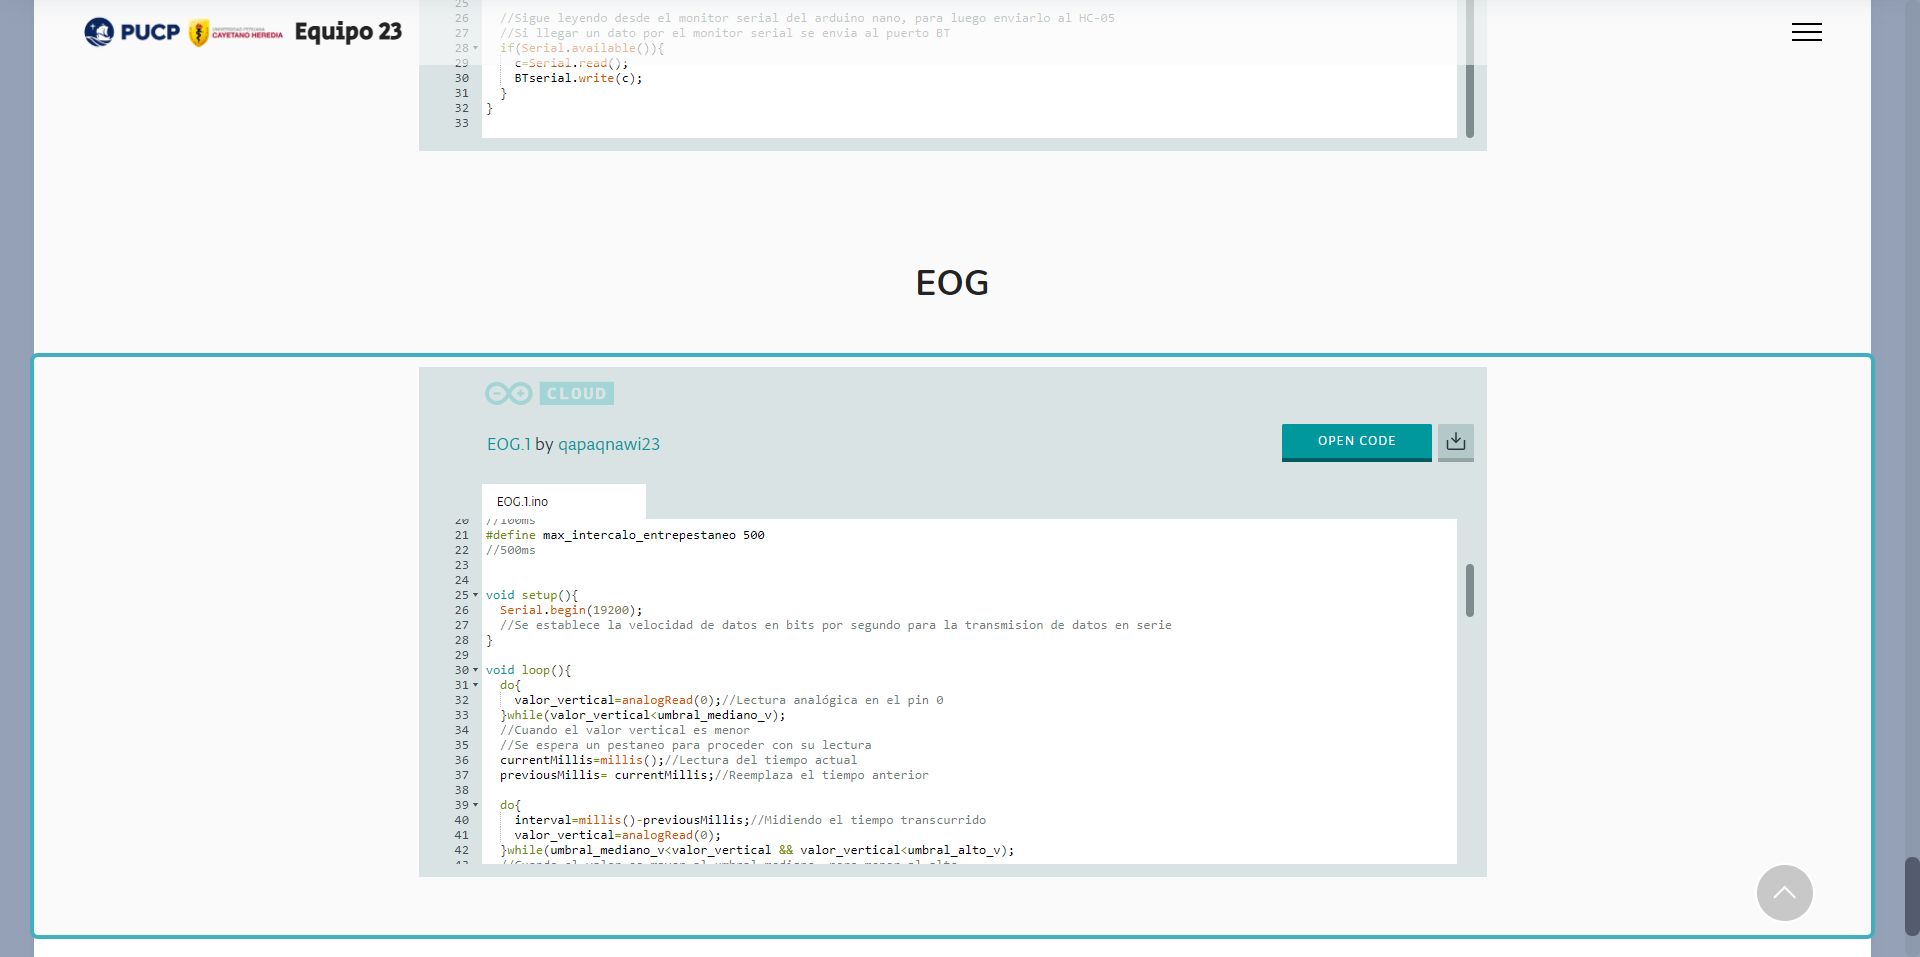 25
26 //Sigue leyendo desde el monitor serial del arduino nano, para luego enviarlo al HC-05
PUCP UNIVERSIDAD PERUANA CAYETANO HEREDIA Equipo 23
27 //Si llegar un dato por el monitor serial se envia al puerto BT
28 if(Serial.available()){
29 c=Serial.read();
30 BTserial.write(c);
31 }
32 }
33
EOG
CLOUD
EOG.1 by qapaqnawi23
OPEN CODE
EOG.1.ino
20 //100ms
21 #define max_intercalo_entrepestaneo 500
22 //500ms
23
24
25 void setup(){
26 Serial.begin(19200);
27 //Se establece la velocidad de datos en bits por segundo para la transmision de datos en serie
28 }
29
30 void loop(){
31 do{
32 valor_vertical=analogRead(0);//Lectura analógica en el pin 0
33 }while(valor_vertical<umbral_mediano_v);
34 //Cuando el valor vertical es menor
35 //Se espera un pestaneo para proceder con su lectura
36 currentMillis=millis();//Lectura del tiempo actual
37 previousMillis= currentMillis;//Reemplaza el tiempo anterior
38
39 do{
40 interval=millis()-previousMillis;//Midiendo el tiempo transcurrido
41 valor_vertical=analogRead(0);
42 }while(umbral_mediano_v<valor_vertical && valor_vertical<umbral_alto_v);